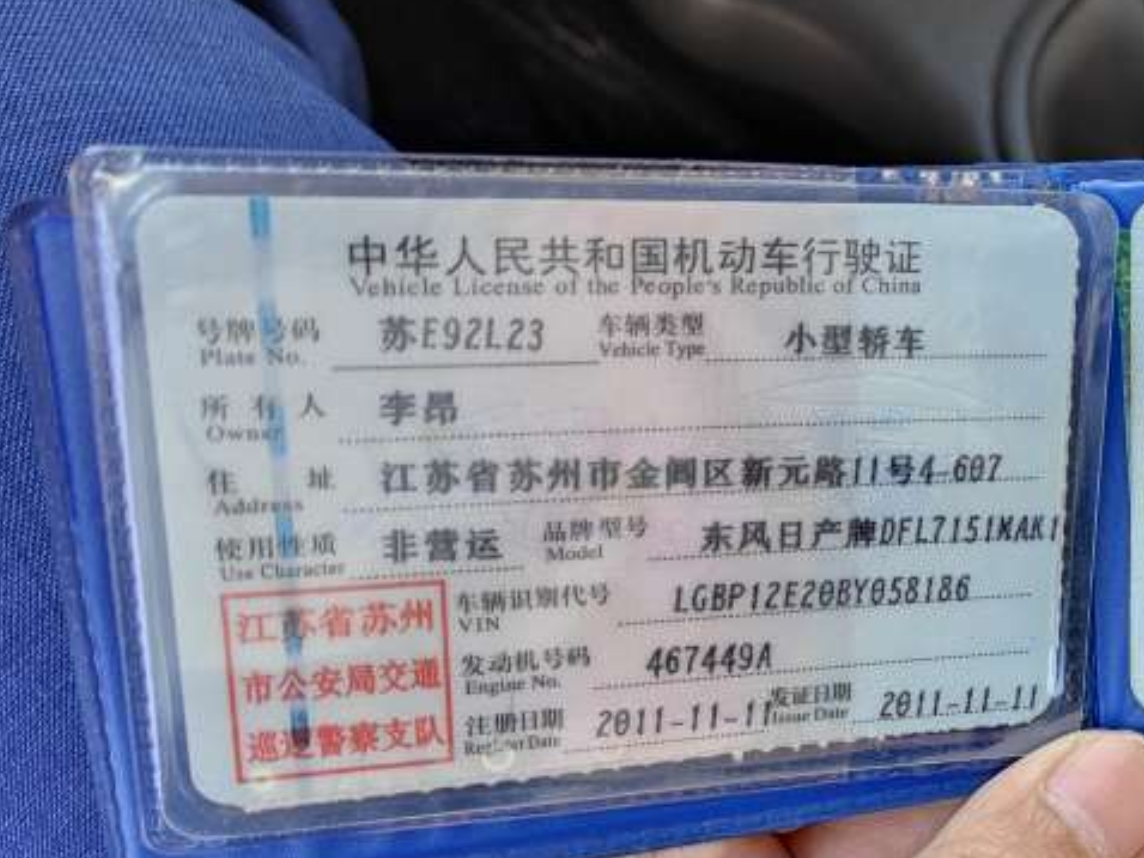 中华人民共和国机动车行驶证
Vehicle License of the People's Republic of China
号牌号码 苏E92L23 车辆类型 小型轿车
Plate No. Vehicle Type
所有人 李昂
Owner
住址 江苏省苏州市金阊区新元路11号4-607
Address
使用性质 非营运 品牌型号 东风日产牌DFL7151MAK1
Use Character Model
车辆识别代号 LGBP12E20BY058186
VIN
发动机号码 467449A
Engine No.
注册日期 2011-11-11 发证日期 2011-11-11
Register Date Issue Date
江苏省苏州
市公安局交通
巡逻警察支队